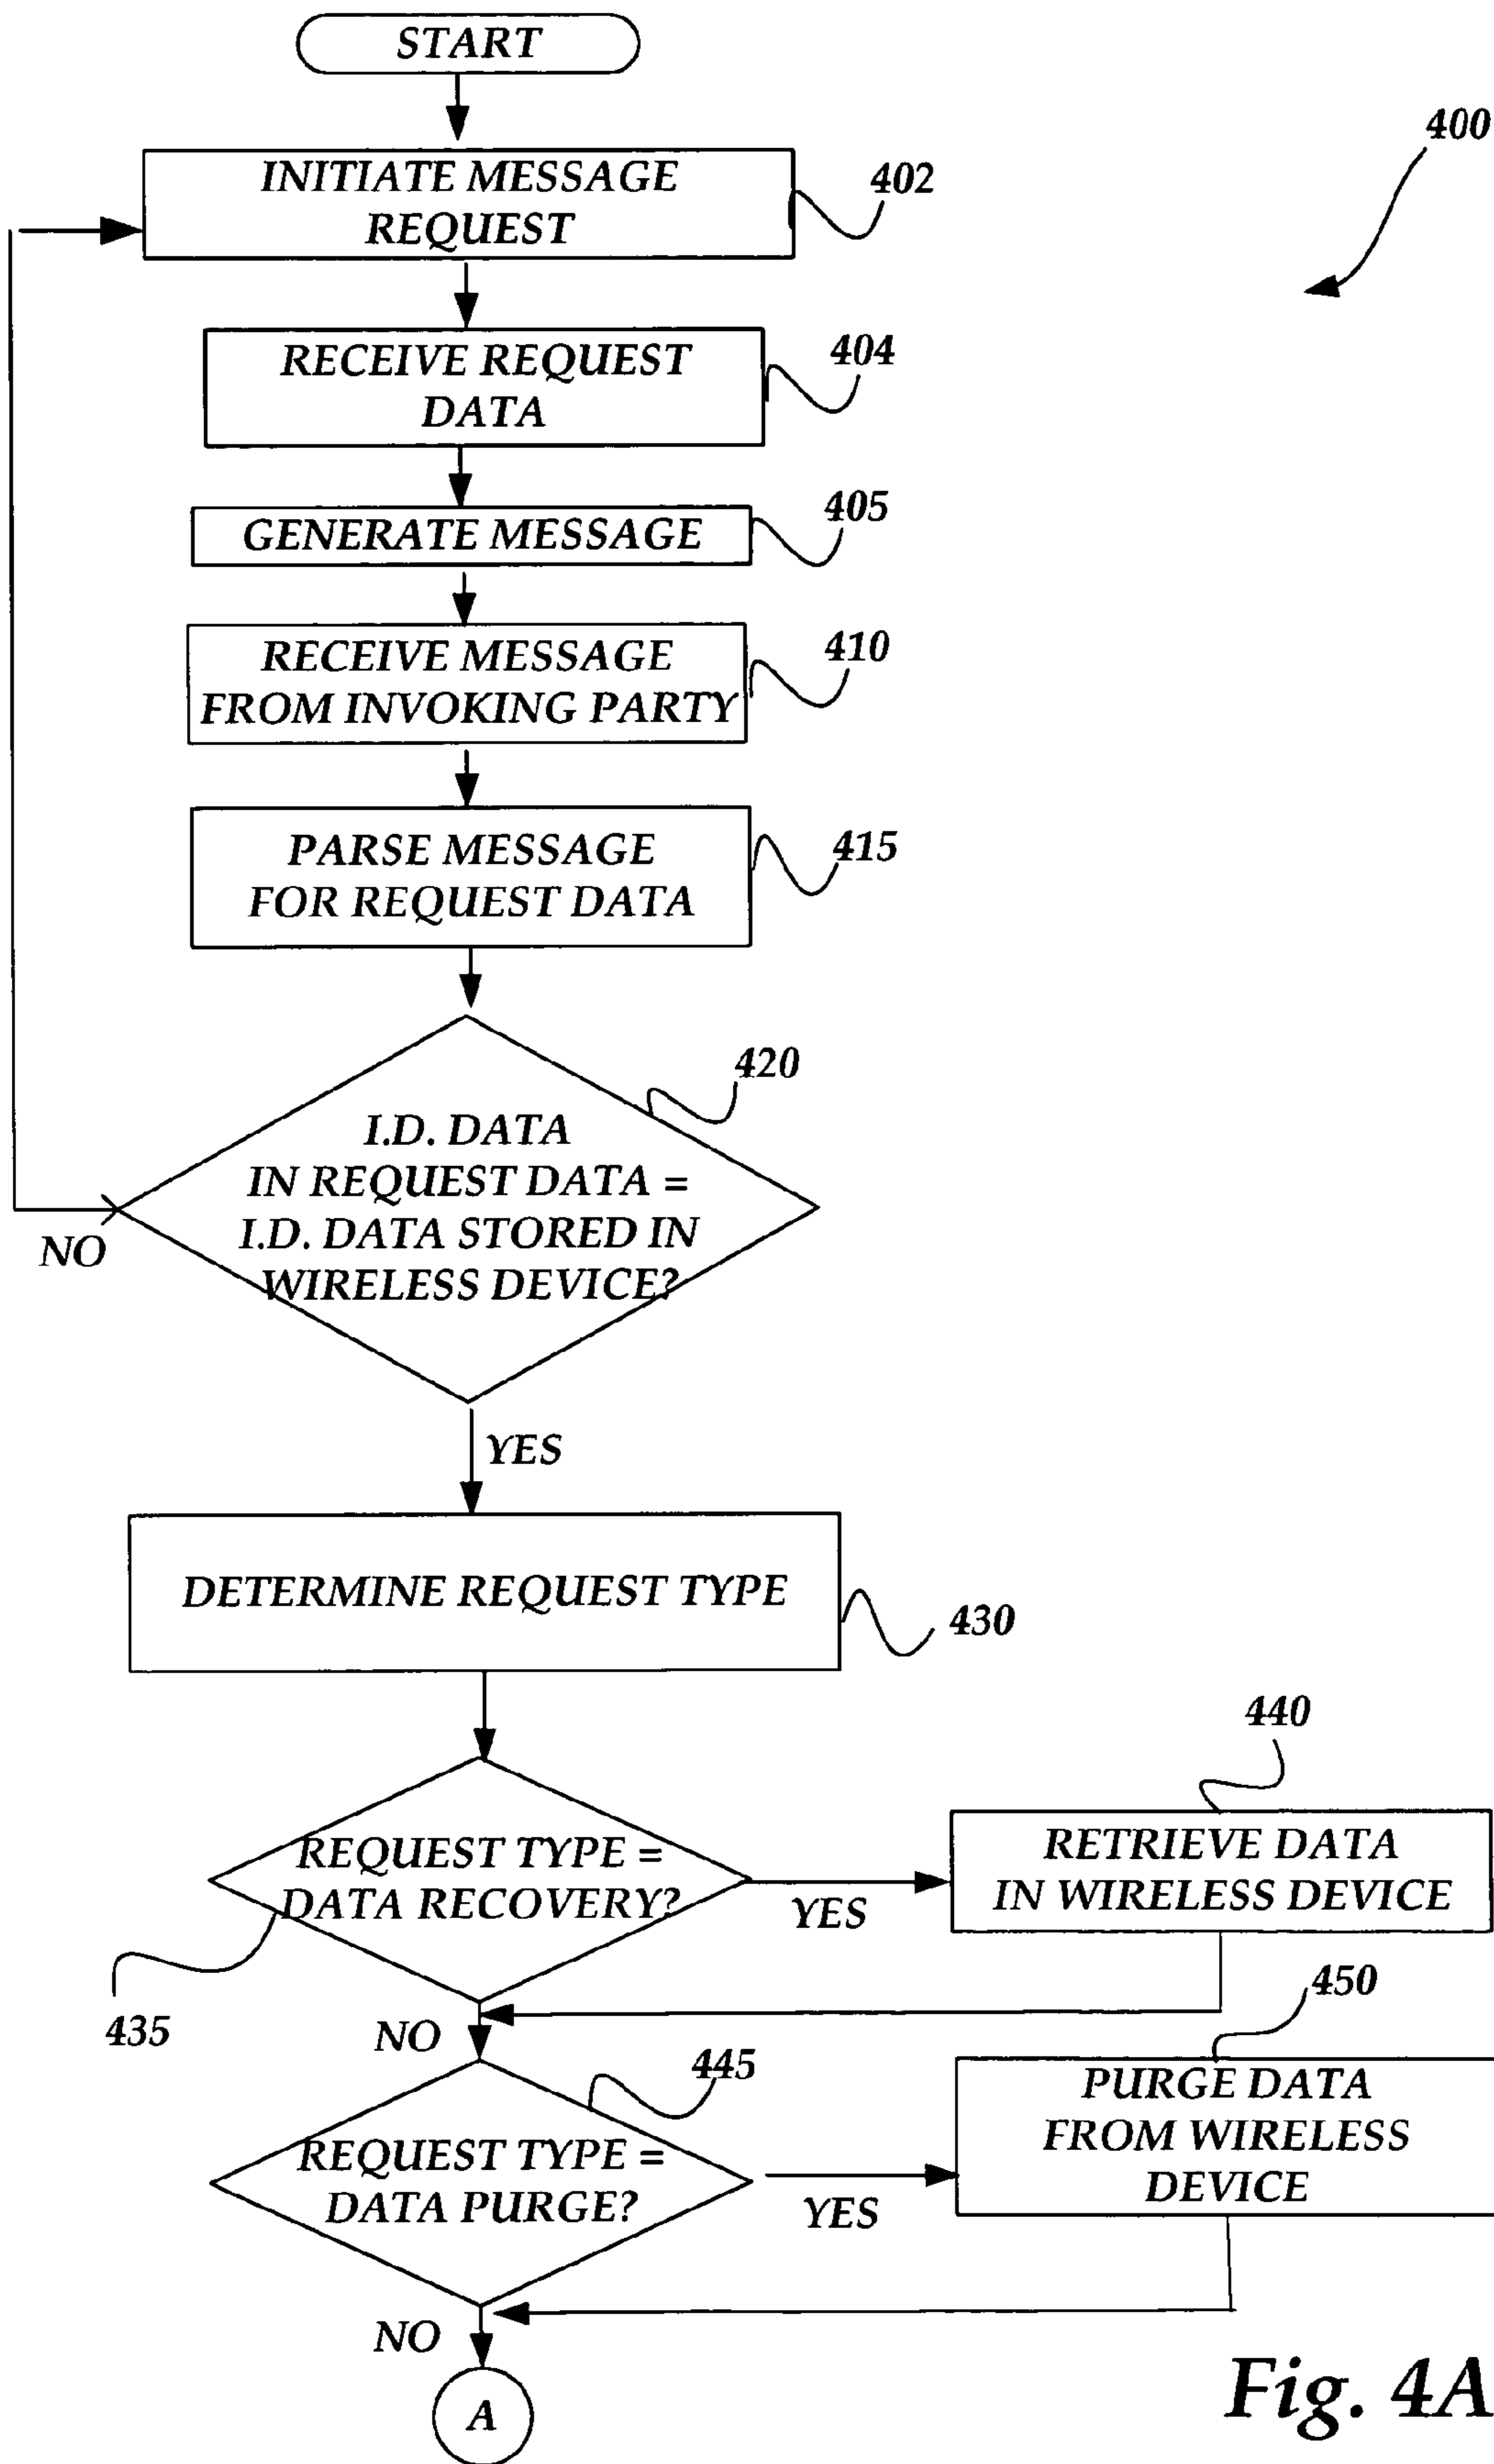 START
400
INITIATE MESSAGE
REQUEST
402
RECEIVE REQUEST
DATA
404
GENERATE MESSAGE
405
RECEIVE MESSAGE
FROM INVOKING PARTY
410
PARSE MESSAGE
FOR REQUEST DATA
415
420
I.D. DATA
IN REQUEST DATA =
I.D. DATA STORED IN
WIRELESS DEVICE?
NO
YES
DETERMINE REQUEST TYPE
430
REQUEST TYPE =
DATA RECOVERY?
435
YES
440
RETRIEVE DATA
IN WIRELESS DEVICE
NO
445
REQUEST TYPE =
DATA PURGE?
YES
450
PURGE DATA
FROM WIRELESS
DEVICE
NO
A
Fig. 4A